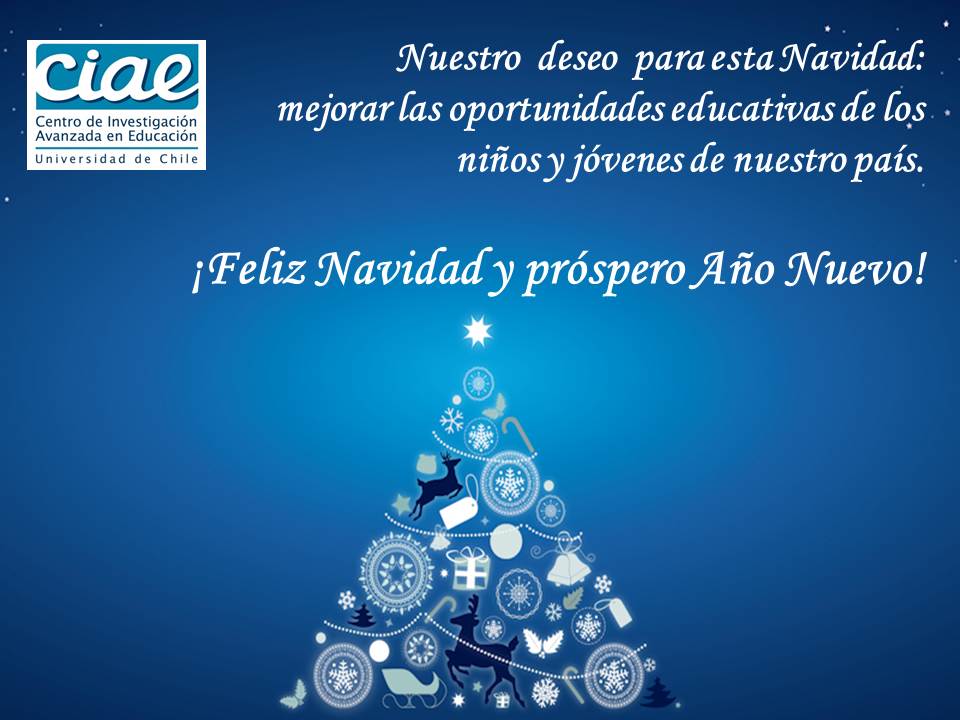 ciae
Centro de Investigación
Avanzada en Educación
Universidad de Chile
Nuestro deseo para esta Navidad:
mejorar las oportunidades educativas de los
niños y jóvenes de nuestro país.
¡Feliz Navidad y próspero Año Nuevo!